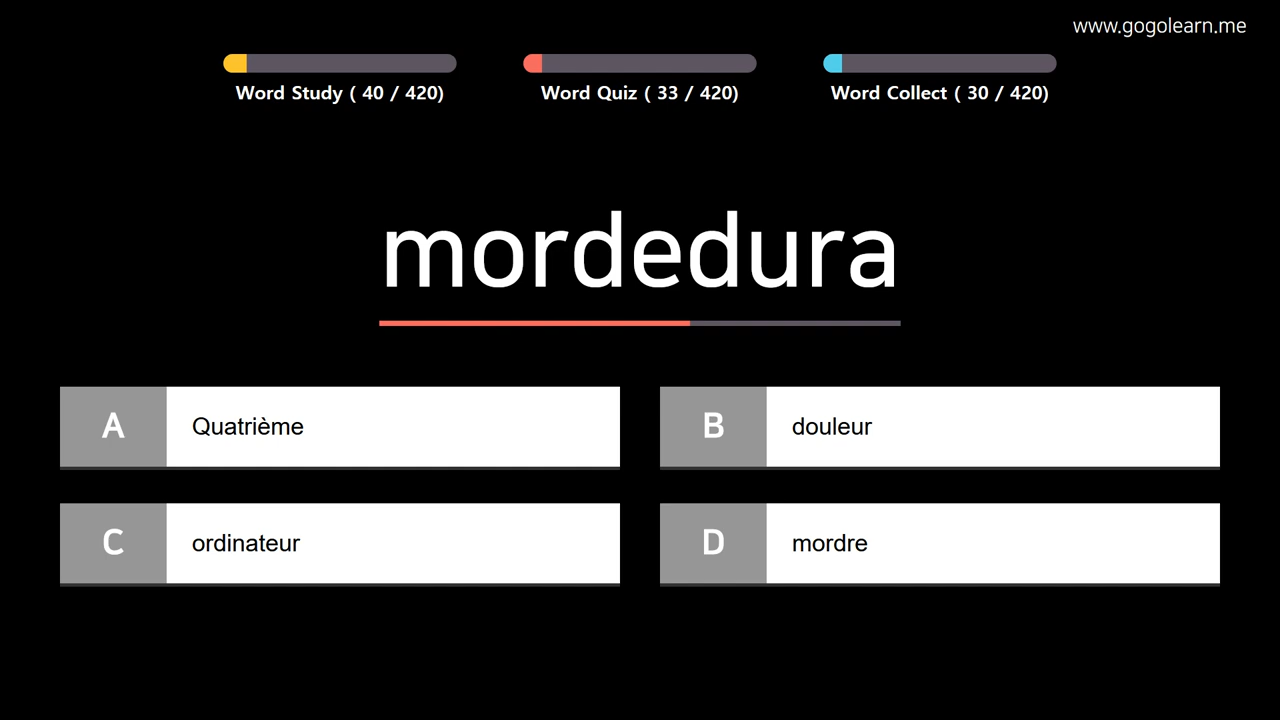 www.gogolearn.me
Word Study ( 40 / 420)
Word Quiz ( 33 / 420)
Word Collect ( 30 / 420)
mordedura
A Quatrième
B douleur
C ordinateur
D mordre